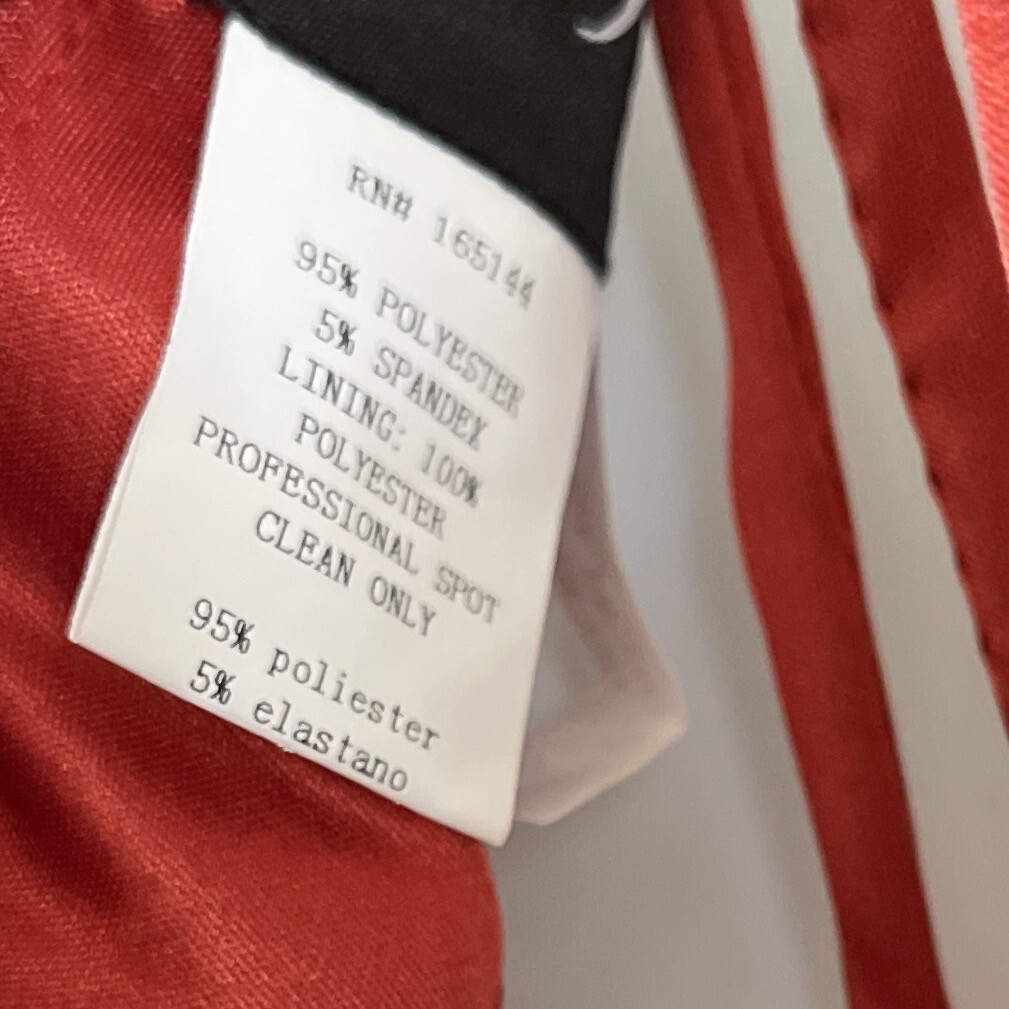 RN# 165144
95% POLYESTER
5% SPANDEX
LINING: 100%
POLYESTER
PROFESSIONAL SPOT
CLEAN ONLY
95% poliester
5% elastano